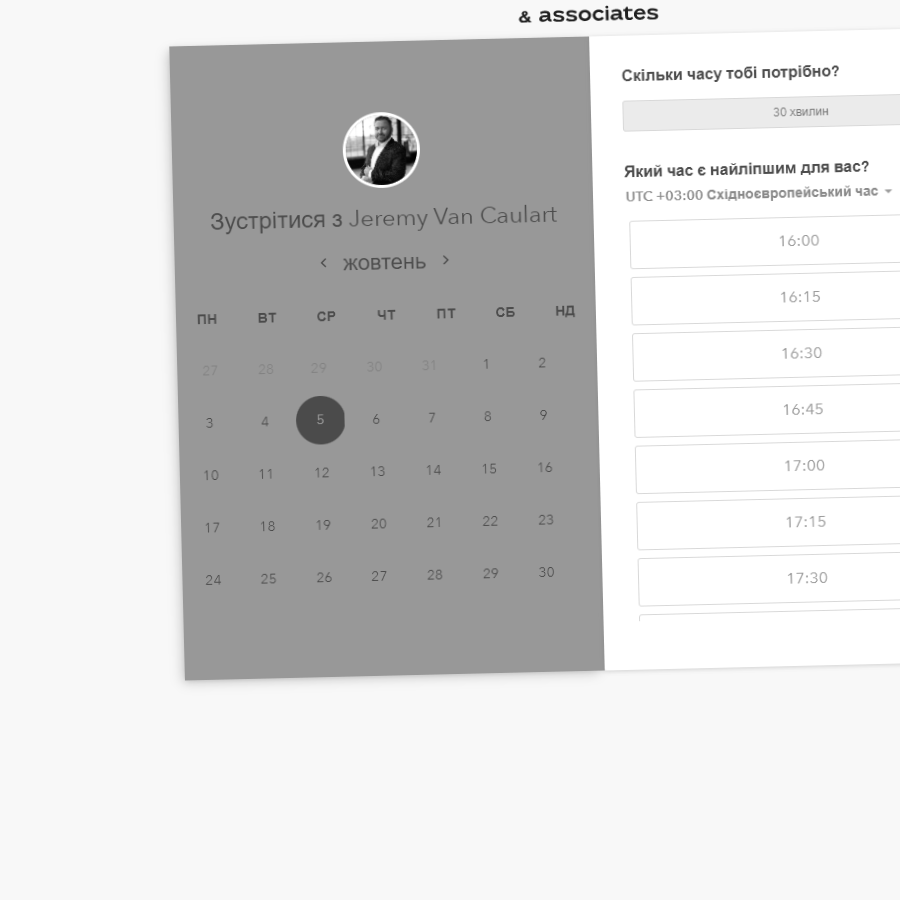 & associates
Зустрітися з Jeremy Van Caulart
жовтень
ПН ВТ СР ЧТ ПТ СБ НД
27 28 29 30 31 1 2
3 4 5 6 7 8 9
10 11 12 13 14 15 16
17 18 19 20 21 22 23
24 25 26 27 28 29 30
Скільки часу тобі потрібно?
30 хвилин
Який час є найліпшим для вас?
UTC +03:00 Східноєвропейський час
16:00
16:15
16:30
16:45
17:00
17:15
17:30